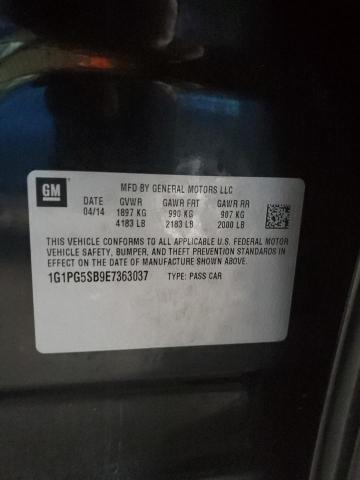 GM
MFD BY GENERAL MOTORS LLC
DATE GVWR GAWR FRT GAWR RR
04/14 1897 KG 990 KG 907 KG
4183 LB 2183 LB 2000 LB
THIS VEHICLE CONFORMS TO ALL APPLICABLE U.S. FEDERAL MOTOR
VEHICLE SAFETY, BUMPER, AND THEFT PREVENTION STANDARDS IN
EFFECT ON THE DATE OF MANUFACTURE SHOWN ABOVE.
1G1PG5SB9E7363037 TYPE: PASS CAR